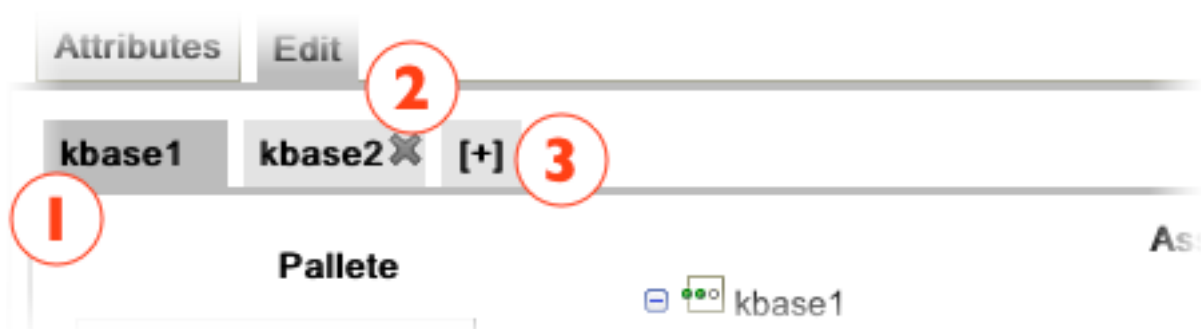 Attributes Edit
2
kbase1 kbase2 [+] 3
1
Pallete
kbase1